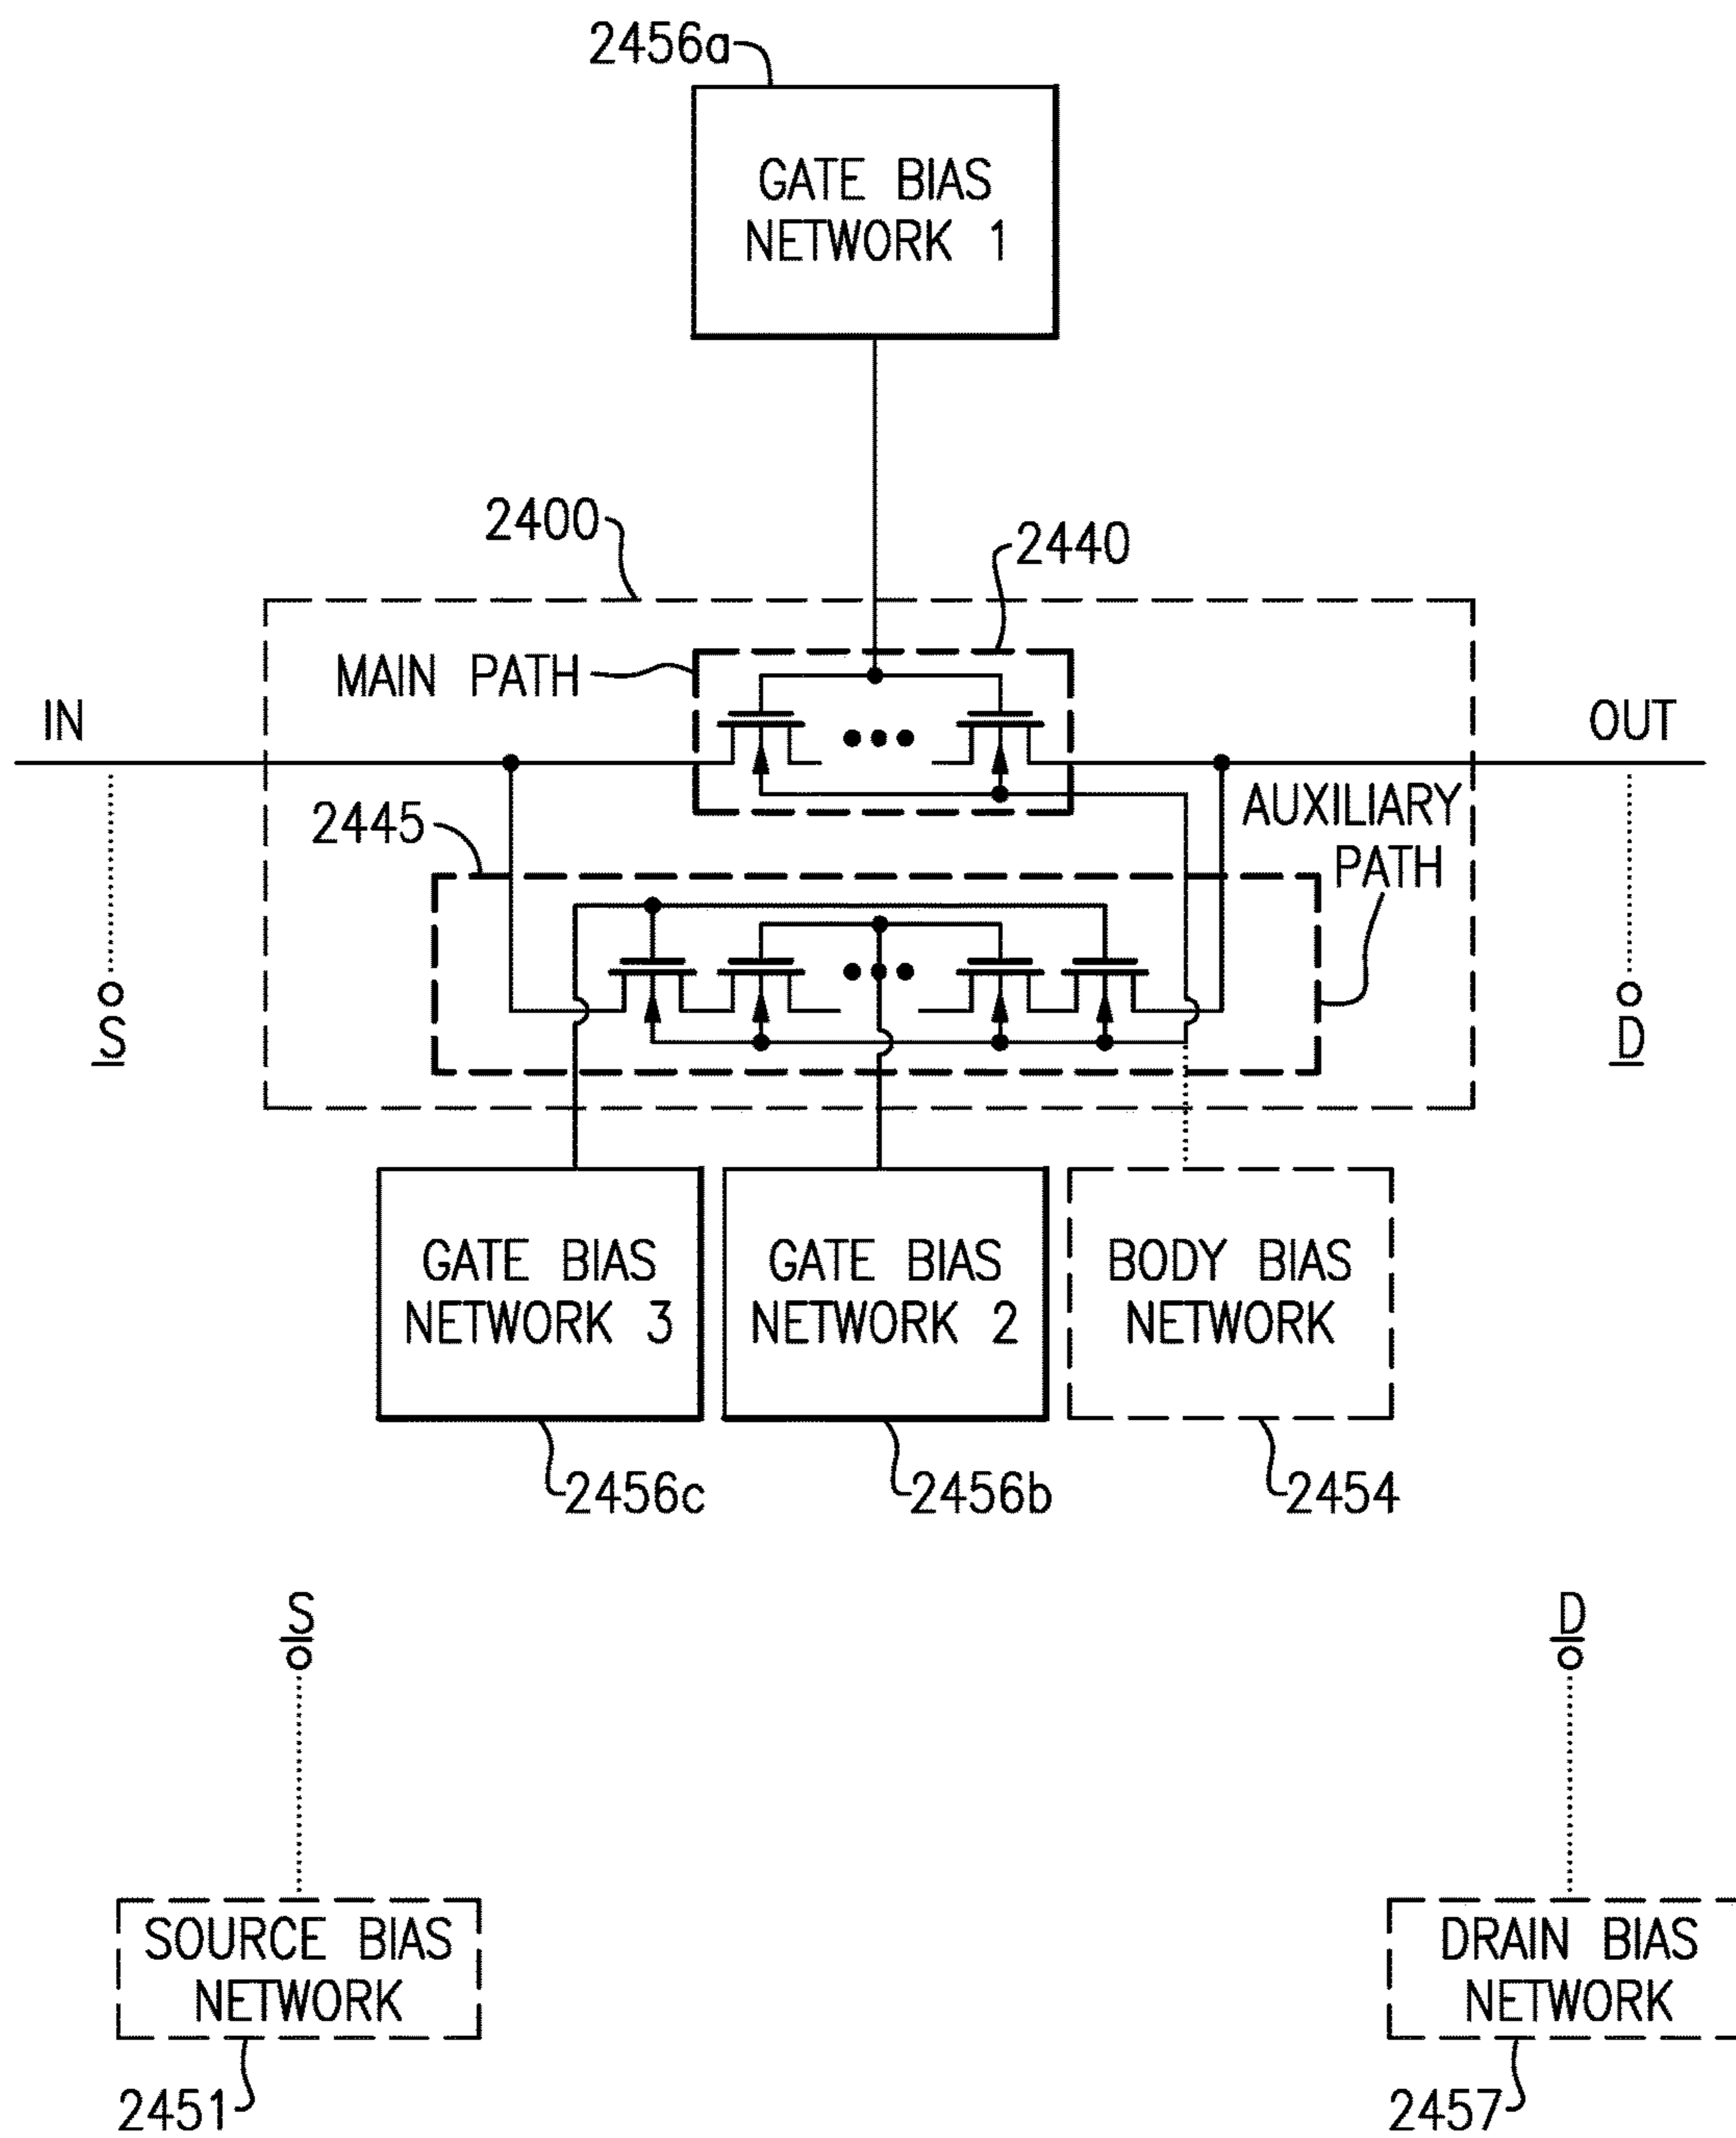 2456a
GATE BIAS
NETWORK 1
2400
2440
MAIN PATH
IN
OUT
2445
AUXILIARY
PATH
S
D
GATE BIAS
NETWORK 3
GATE BIAS
NETWORK 2
BODY BIAS
NETWORK
2456c
2456b
2454
S
D
SOURCE BIAS
NETWORK
DRAIN BIAS
NETWORK
2451
2457